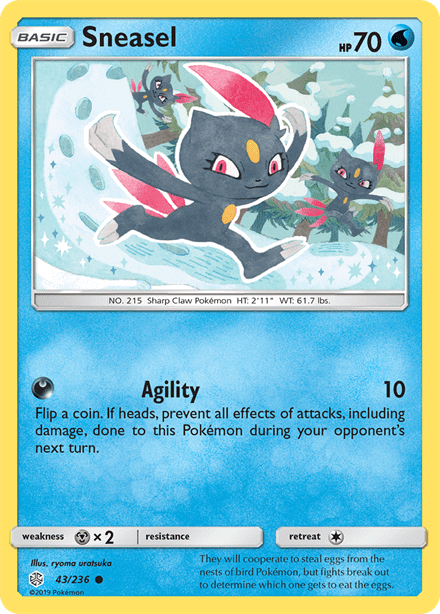 BASIC Sneasel HP 70
NO. 215 Sharp Claw Pokémon HT: 2'11" WT: 61.7 lbs.
Agility 10
Flip a coin. If heads, prevent all effects of attacks, including
damage, done to this Pokémon during your opponent's
next turn.
weakness × 2 resistance retreat
Illus. ryoma uratsuka
43/236
©2019 Pokémon
They will cooperate to steal eggs from the
nests of bird Pokémon, but fights break out
to determine which one gets to eat the eggs.